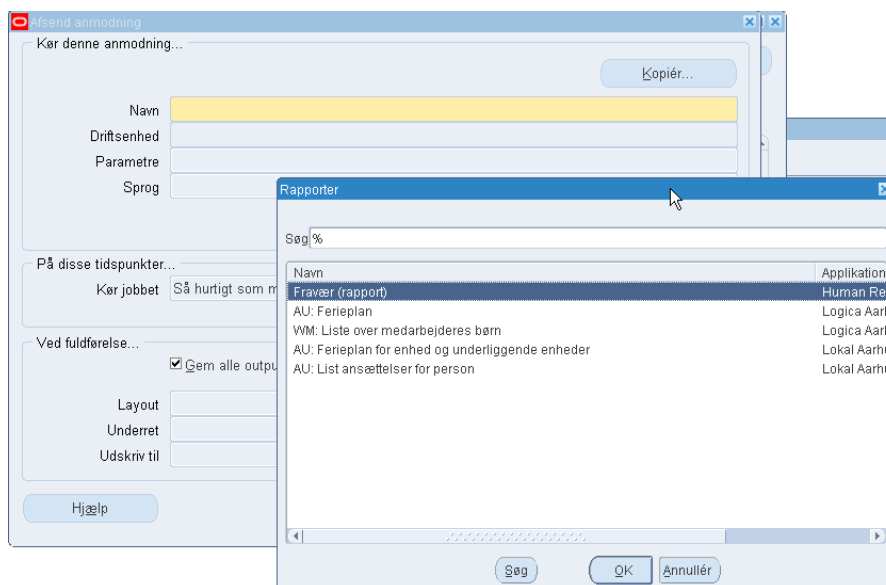 Afsend anmodning
Kør denne anmodning...
Kopiér...
Navn
Driftsenhed
Parametre
Sprog
På disse tidspunkter...
Kør jobbet Så hurtigt som m
Ved fuldførelse...
Gem alle outpu
Layout
Underret
Udskriv til
Hjælp
Rapporter
Søg %
Navn Applikation
Fravær (rapport) Human Re
AU: Ferieplan Logica Aarl
WM: Liste over medarbejderes børn Logica Aarl
AU: Ferieplan for enhed og underliggende enheder Lokal Aarhu
AU: List ansættelser for person Lokal Aarhu
Søg OK Annullér